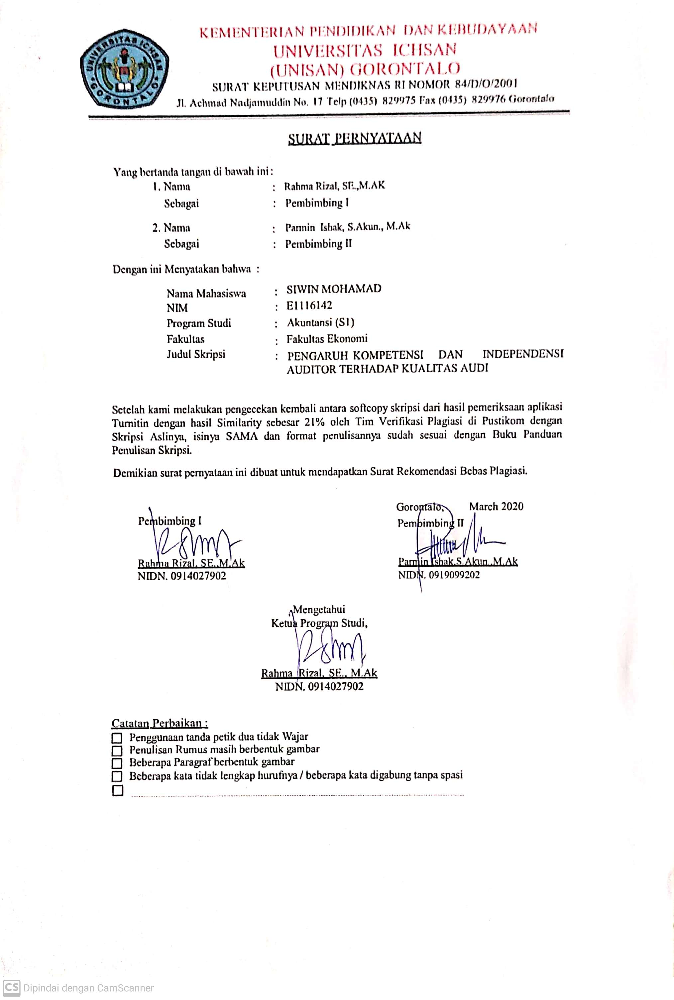 UNIVERSITAS ICHSAN
GORONTALO
KEMENTERIAN PENDIDIKAN DAN KEBUDAYAAN
UNIVERSITAS ICHSAN
(UNISAN) GORONTALO
SURAT KEPUTUSAN MENDIKNAS RI NOMOR 84/D/O/2001
Jl. Achmad Nadjamuddin No. 17 Telp (0435) 829975 Fax (0435) 829976 Gorontalo
SURAT PERNYATAAN
Yang bertanda tangan di bawah ini :
1. Nama : Rahma Rizal, SE.,M.AK
Sebagai : Pembimbing I
2. Nama : Parmin Ishak, S.Akun., M.Ak
Sebagai : Pembimbing II
Dengan ini Menyatakan bahwa :
Nama Mahasiswa : SIWIN MOHAMAD
NIM : E1116142
Program Studi : Akuntansi (S1)
Fakultas : Fakultas Ekonomi
Judul Skripsi : PENGARUH KOMPETENSI DAN INDEPENDENSI
AUDITOR TERHADAP KUALITAS AUDI
Setelah kami melakukan pengecekan kembali antara softcopy skripsi dari hasil pemeriksaan aplikasi
Turnitin dengan hasil Similarity sebesar 21% oleh Tim Verifikasi Plagiasi di Pustikom dengan
Skripsi Aslinya, isinya SAMA dan format penulisannya sudah sesuai dengan Buku Panduan
Penulisan Skripsi.
Demikian surat pernyataan ini dibuat untuk mendapatkan Surat Rekomendasi Bebas Plagiasi.
Gorontalo, March 2020
Pembimbing I
Pembimbing II
Rahma Rizal, SE.,M.Ak
Parmin Ishak.S.Akun.,M.Ak
NIDN. 0914027902
NIDN. 0919099202
Mengetahui
Ketua Program Studi,
Rahma Rizal, SE., M.Ak
NIDN. 0914027902
Catatan Perbaikan :
Penggunaan tanda petik dua tidak Wajar
Penulisan Rumus masih berbentuk gambar
Beberapa Paragraf berbentuk gambar
Beberapa kata tidak lengkap hurufnya / beberapa kata digabung tanpa spasi
CS Dipindai dengan CamScanner